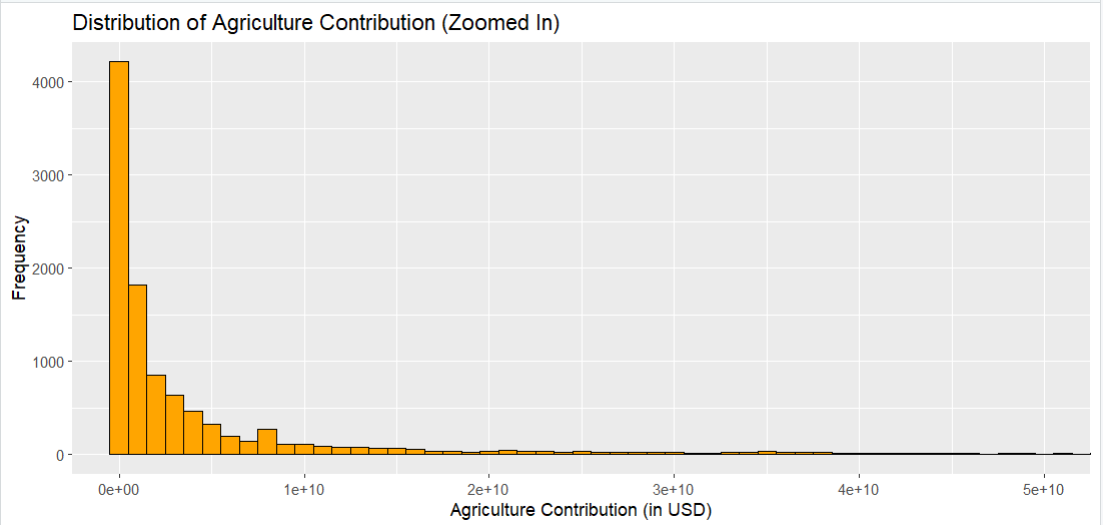 Distribution of Agriculture Contribution (Zoomed In)
Frequency
4000
3000
2000
1000
0
0e+00 1e+10 2e+10 3e+10 4e+10 5e+10
Agriculture Contribution (in USD)